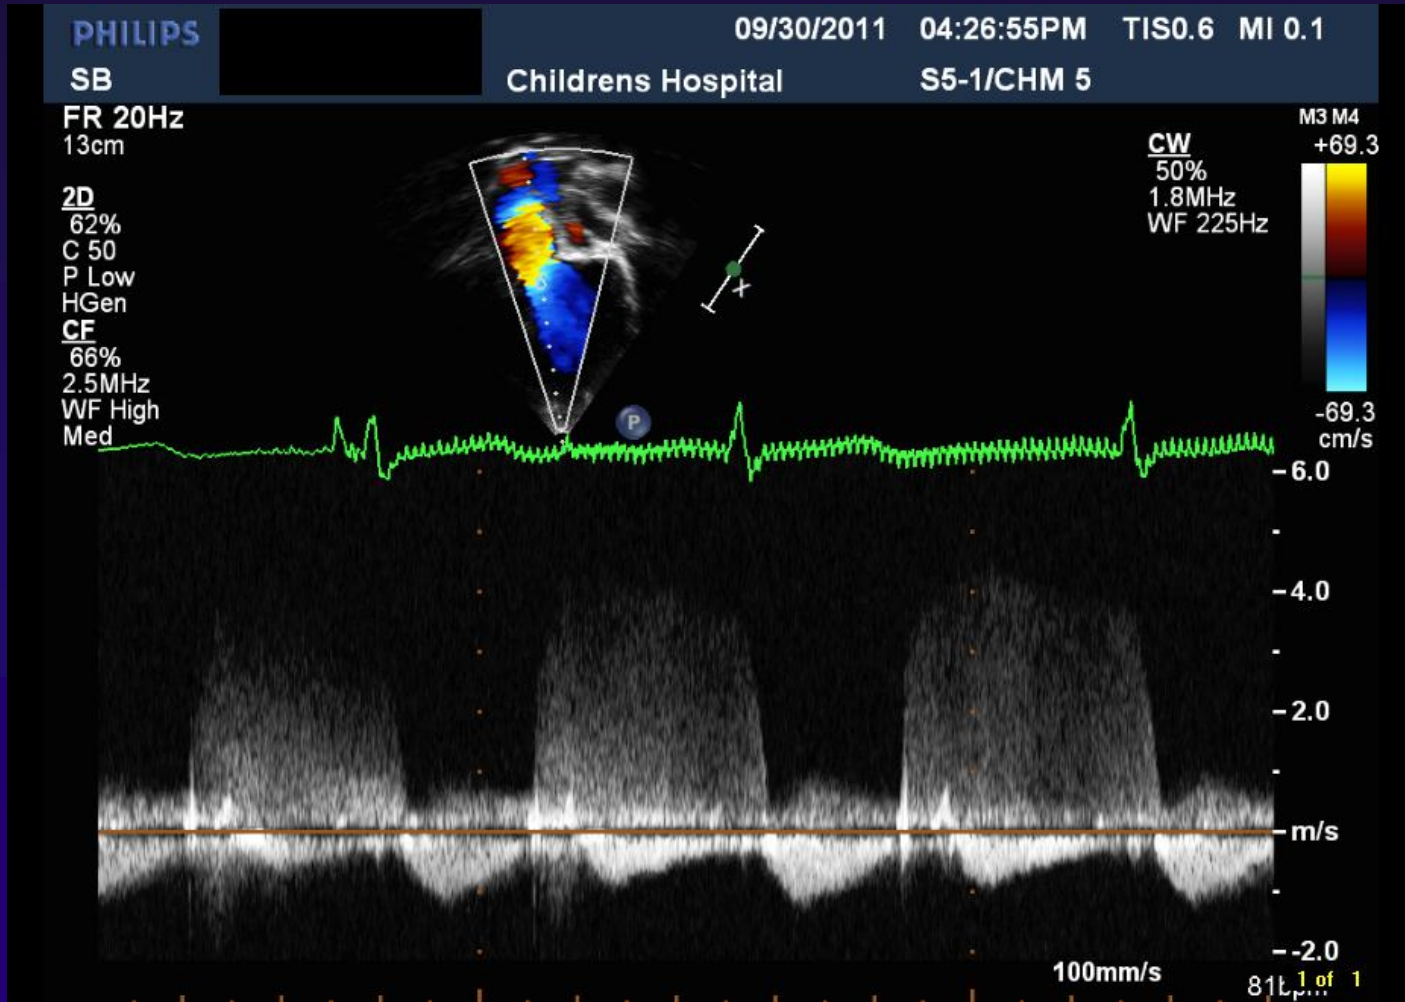 PHILIPS
09/30/2011 04:26:55PM TIS0.6 MI 0.1
SB
Childrens Hospital
S5-1/CHM 5
FR 20Hz
13cm
2D
62%
C 50
P Low
HGen
CF
66%
2.5MHz
WF High
Med
CW
50%
1.8MHz
WF 225Hz
M3 M4
+69.3
-69.3
cm/s
P
6.0
4.0
2.0
m/s
-2.0
100mm/s
1 of 1